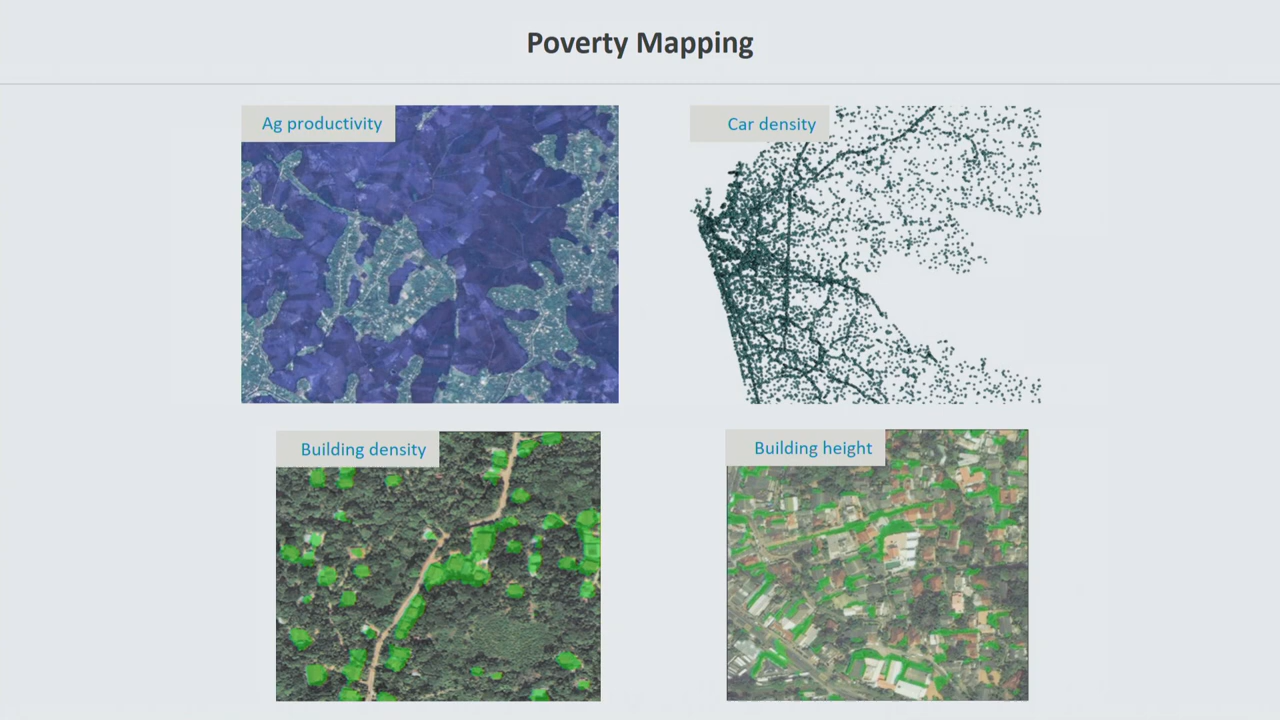 Poverty Mapping
Ag productivity
Car density
Building density
Building height